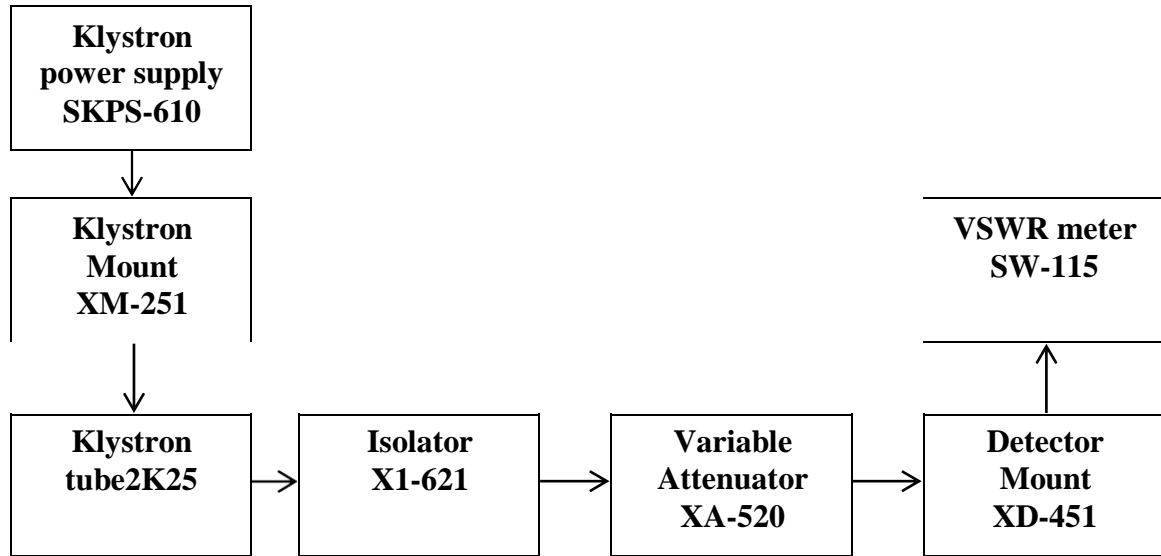 Klystron
power supply
SKPS-610
Klystron
Mount
XM-251
VSWR meter
SW-115
Klystron
tube2K25
Isolator
X1-621
Variable
Attenuator
XA-520
Detector
Mount
XD-451